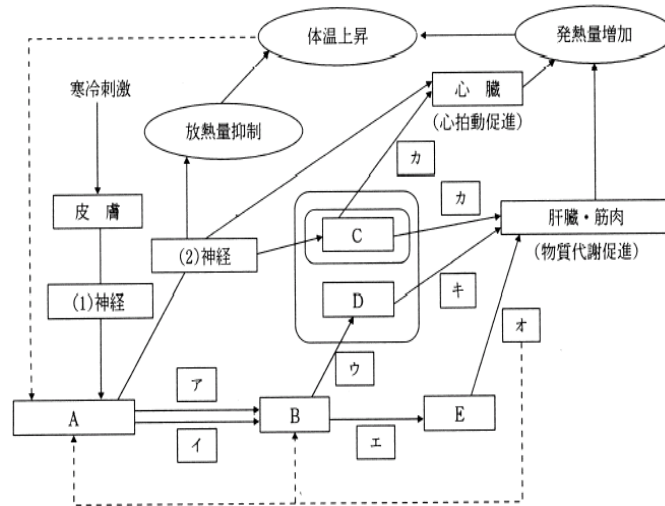 体温上昇
発熱量増加
寒冷刺激
心　臓
(心拍動促進)
放熱量抑制
カ
カ
皮　膚
C
肝臓・筋肉
(物質代謝促進)
(2)神経
D
キ
(1)神経
オ
ウ
ア
A
B
E
イ
エ